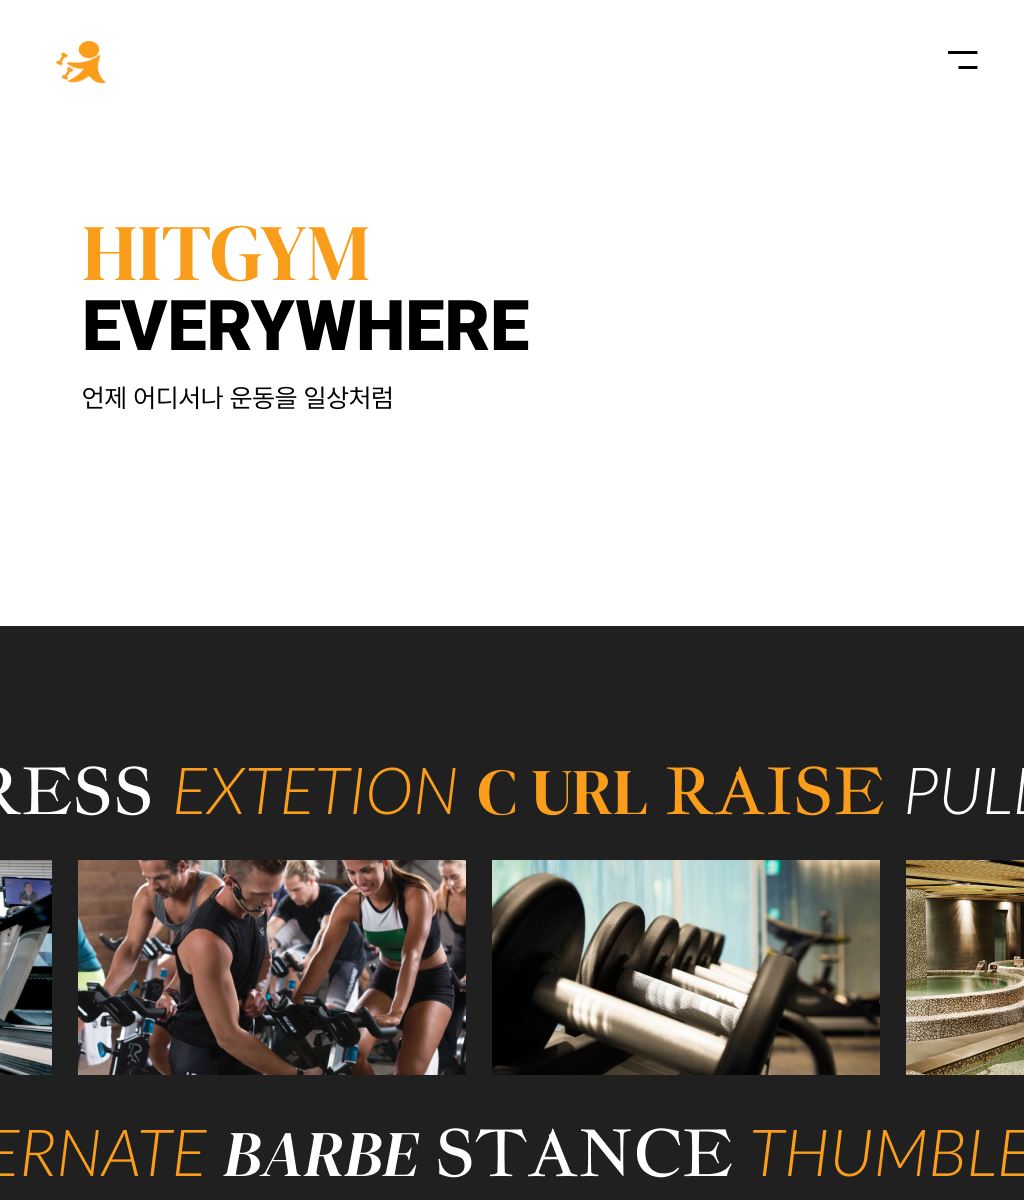 HITGYM
EVERYWHERE
언제 어디서나 운동을 일상처럼
RESS EXTETION C URL RAISE PULL
ERNATE BARBE STANCE THUMBLE